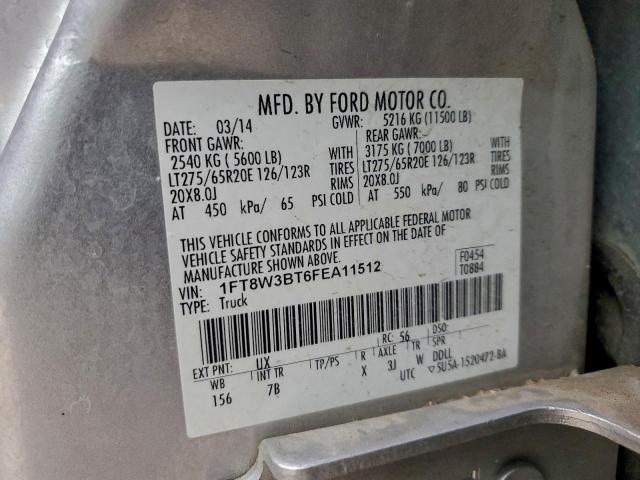 MFD. BY FORD MOTOR CO.
DATE: 03/14 GVWR: 5216 KG (11500 LB)
FRONT GAWR: REAR GAWR:
2540 KG ( 5600 LB) WITH 3175 KG ( 7000 LB) WITH
LT275/65R20E 126/123R TIRES LT275/65R20E 126/123R TIRES
20X8.0J RIMS 20X8.0J RIMS
AT 450 kPa/ 65 PSI COLD AT 550 kPa/ 80 PSI COLD
THIS VEHICLE CONFORMS TO ALL APPLICABLE FEDERAL MOTOR
VEHICLE SAFETY STANDARDS IN EFFECT ON THE DATE OF
MANUFACTURE SHOWN ABOVE.
VIN: 1FT8W3BT6FEA11512 F0454
TYPE: Truck T0884
RC: 56 DSO:
EXT PNT: UX
WB INT TR TP/PS R AXLE TR SPR
156 7B X 3J W DDLL
UTC ▽5U5A-1520472-BA